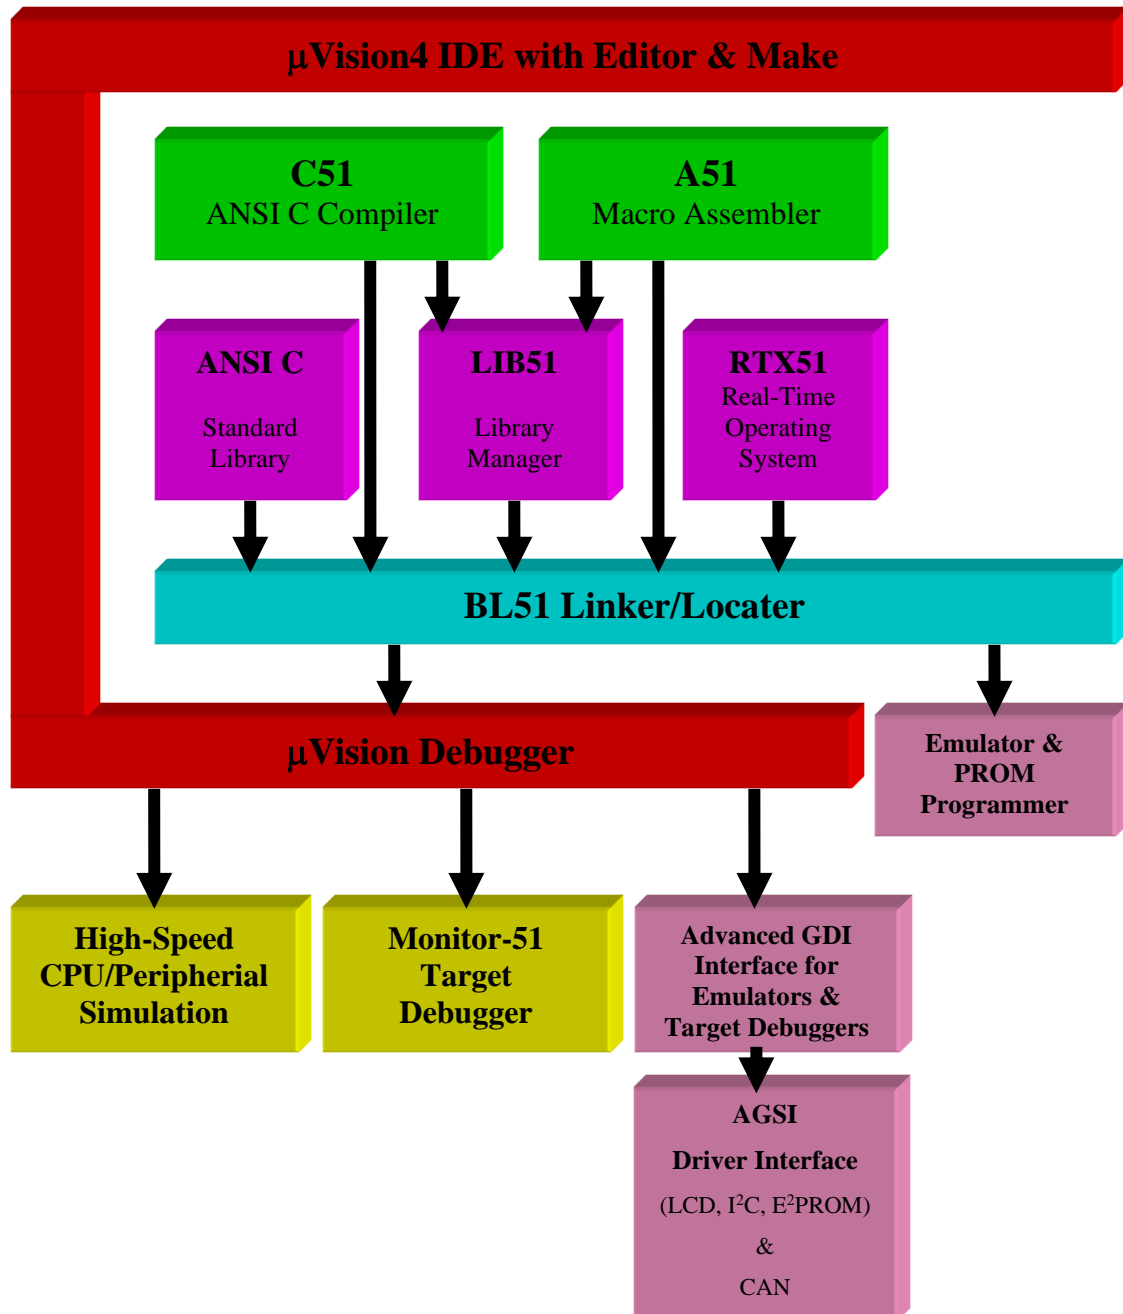 µVision4 IDE with Editor & Make
C51
ANSI C Compiler
A51
Macro Assembler
ANSI C
Standard
Library
LIB51
Library
Manager
RTX51
Real-Time
Operating
System
BL51 Linker/Locater
µVision Debugger
Emulator &
PROM
Programmer
High-Speed
CPU/Peripherial
Simulation
Monitor-51
Target
Debugger
Advanced GDI
Interface for
Emulators &
Target Debuggers
AGSI
Driver Interface
(LCD, I²C, E²PROM)
&
CAN